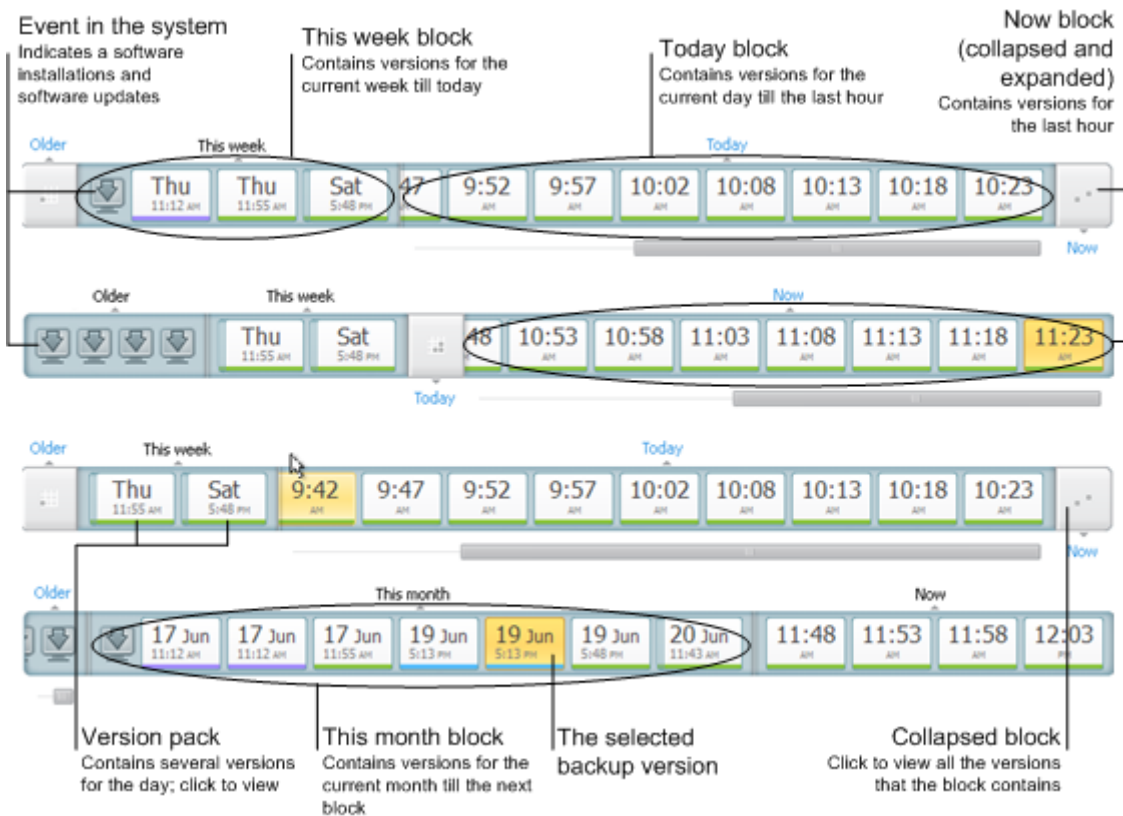 Event in the system
Indicates a software
installations and
software updates
This week block
Contains versions for the
current week till today
Today block
Contains versions for the
current day till the last hour
Now block
(collapsed and
expanded)
Contains versions for
the last hour
Older This week Today
Thu Thu Sat 47 9:52 9:57 10:02 10:08 10:13 10:18 10:23
11:12 AM 11:55 AM 5:48 PM AM AM AM AM AM AM AM
Now
Older This week Now
Thu Sat 48 10:53 10:58 11:03 11:08 11:13 11:18 11:23
11:55 AM 5:48 PM AM AM AM AM AM AM AM
Today
Older This week Today
Thu Sat 9:42 9:47 9:52 9:57 10:02 10:08 10:13 10:18 10:23
11:55 AM 5:48 PM AM AM AM AM AM AM AM AM AM
Now
Older This month Now
17 Jun 17 Jun 17 Jun 19 Jun 19 Jun 19 Jun 20 Jun 11:48 11:53 11:58 12:03
11:12 AM 11:12 AM 11:55 AM 5:13 PM 5:13 PM 5:48 PM 11:43 AM AM AM AM PM
Version pack
Contains several versions
for the day; click to view
This month block
Contains versions for the
current month till the next
block
The selected
backup version
Collapsed block
Click to view all the versions
that the block contains